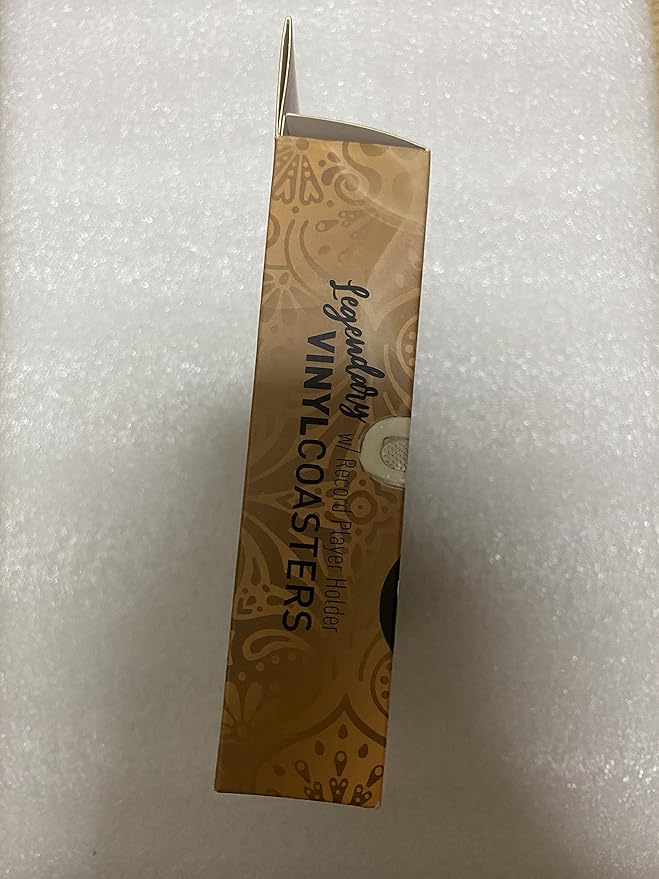 Legendary
w/ Record Player Holder
VINYLCOASTERS